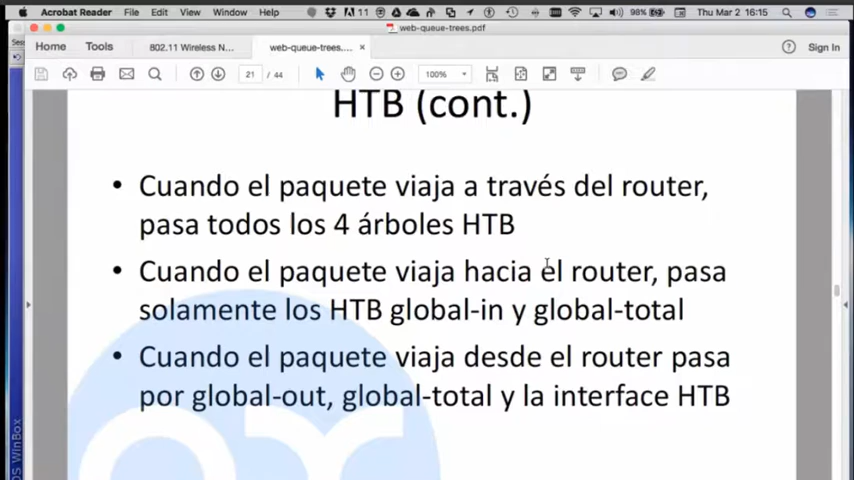 Acrobat Reader File Edit View Window Help 11 98% Thu Mar 2 16:15
web-queue-trees.pdf
Home Tools 802.11 Wireless N... web-queue-trees.... × Sign In
21 / 44 100%
HTB (cont.)
• Cuando el paquete viaja a través del router,
pasa todos los 4 árboles HTB
• Cuando el paquete viaja hacia el router, pasa
solamente los HTB global-in y global-total
• Cuando el paquete viaja desde el router pasa
por global-out, global-total y la interface HTB
OS WinBox